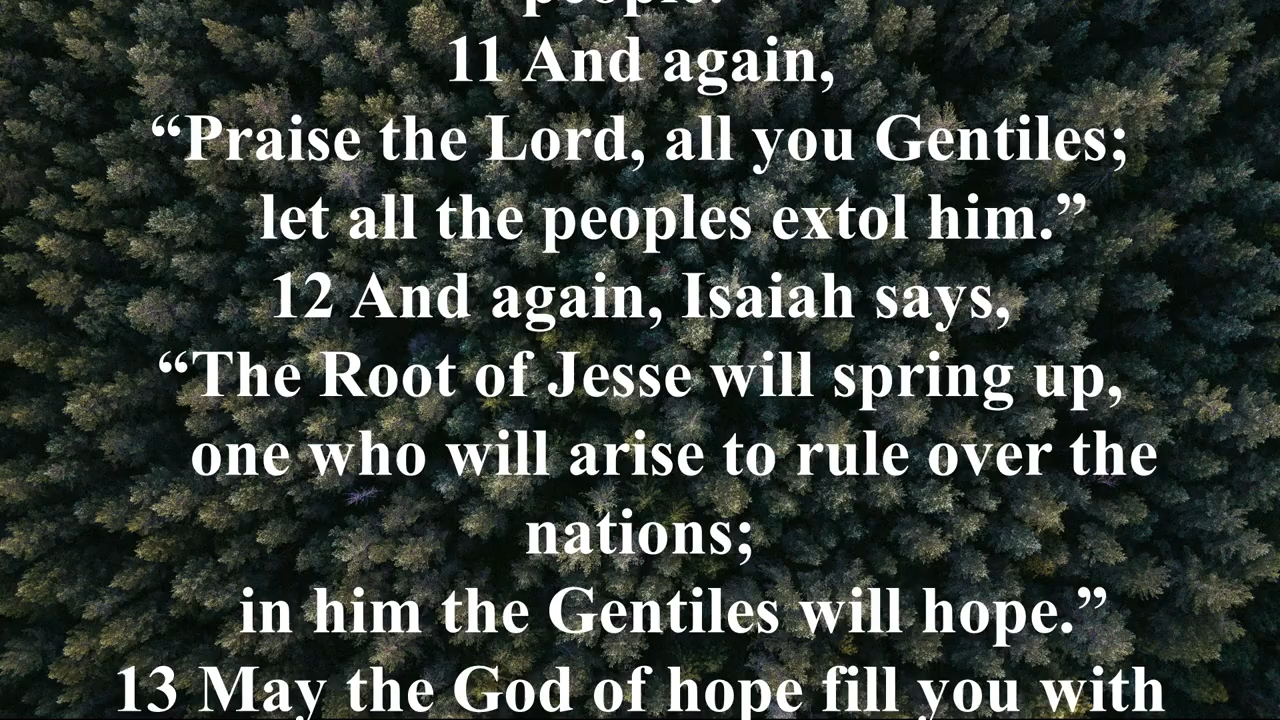 people.”
11 And again,
“Praise the Lord, all you Gentiles;
let all the peoples extol him.”
12 And again, Isaiah says,
“The Root of Jesse will spring up,
one who will arise to rule over the
nations;
in him the Gentiles will hope.”
13 May the God of hope fill you with